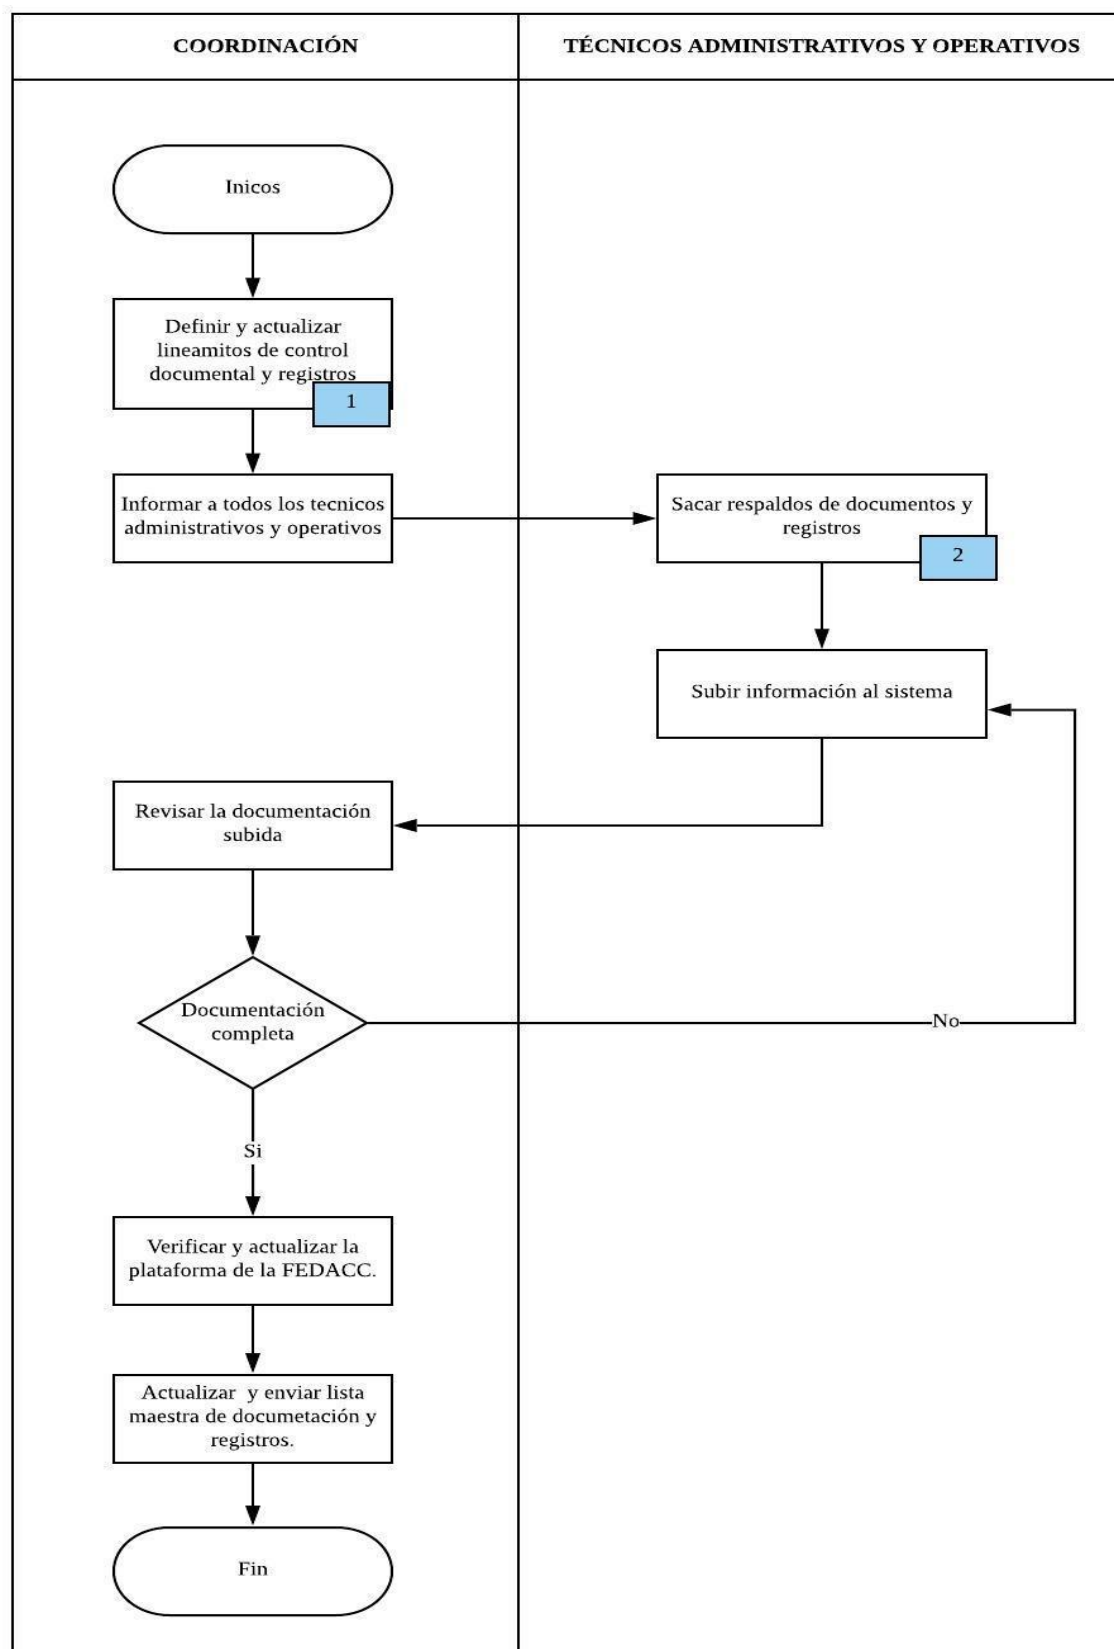 COORDINACIÓN
TÉCNICOS ADMINISTRATIVOS Y OPERATIVOS
Inicos
Definir y actualizar
lineamitos de control
documental y registros
1
Informar a todos los tecnicos
administrativos y operativos
Sacar respaldos de documentos y
registros
2
Subir información al sistema
Revisar la documentación
subida
Documentación
completa
No
Si
Verificar y actualizar la
plataforma de la FEDACC.
Actualizar y enviar lista
maestra de documetación y
registros.
Fin